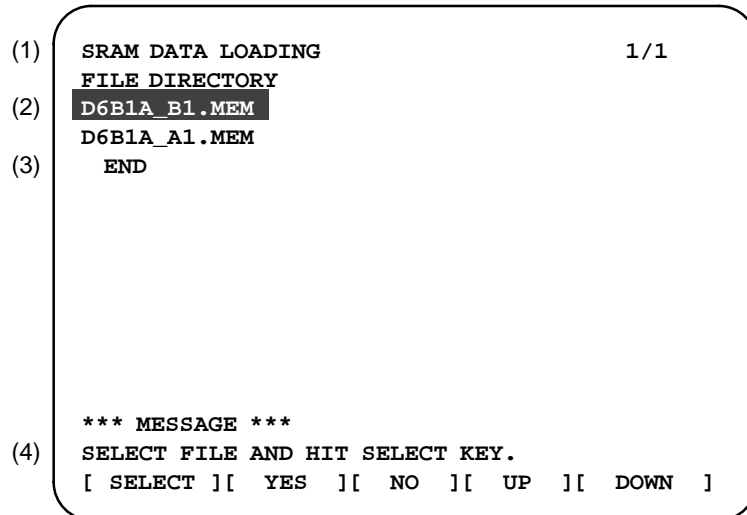 (1) SRAM DATA LOADING 1/1
FILE DIRECTORY
(2) D6B1A_B1.MEM
D6B1A_A1.MEM
(3) END
*** MESSAGE ***
(4) SELECT FILE AND HIT SELECT KEY.
[ SELECT ][ YES ][ NO ][ UP ][ DOWN ]